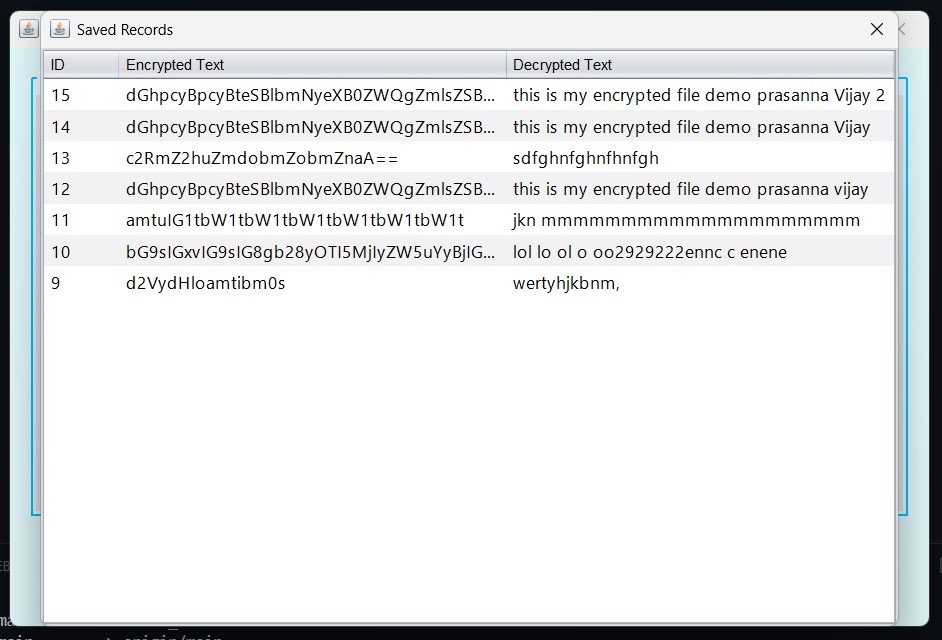 Saved Records
ID Encrypted Text Decrypted Text
15 dGhpcyBpcyBteSBlbmNyeXB0ZWQgZmlsZSB... this is my encrypted file demo prasanna Vijay 2
14 dGhpcyBpcyBteSBlbmNyeXB0ZWQgZmlsZSB... this is my encrypted file demo prasanna Vijay
13 c2RmZ2huZmdobmZobmZnaA== sdfghnfghnfhnfgh
12 dGhpcyBpcyBteSBlbmNyeXB0ZWQgZmlsZSB... this is my encrypted file demo prasanna vijay
11 amtuIG1tbW1tbW1tbW1tbW1tbW1tbW1t jkn mmmmmmmmmmmmmmmmmmmm
10 bG9sIGxvIG9sIG8gb28yOTI5MjIyZW5uYyBjIG... lol lo ol o oo2929222ennc c enene
9 d2VydHloamtibm0s wertyhjkbnm,